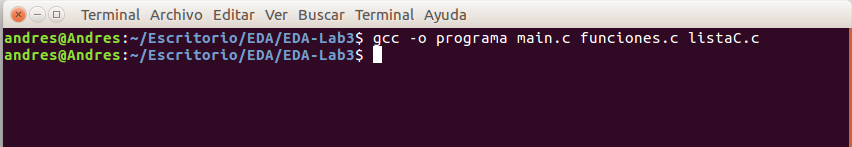 Terminal Archivo Editar Ver Buscar Terminal Ayuda
andres@Andres:~/Escritorio/EDA/EDA-Lab3$ gcc -o programa main.c funciones.c listaC.c
andres@Andres:~/Escritorio/EDA/EDA-Lab3$